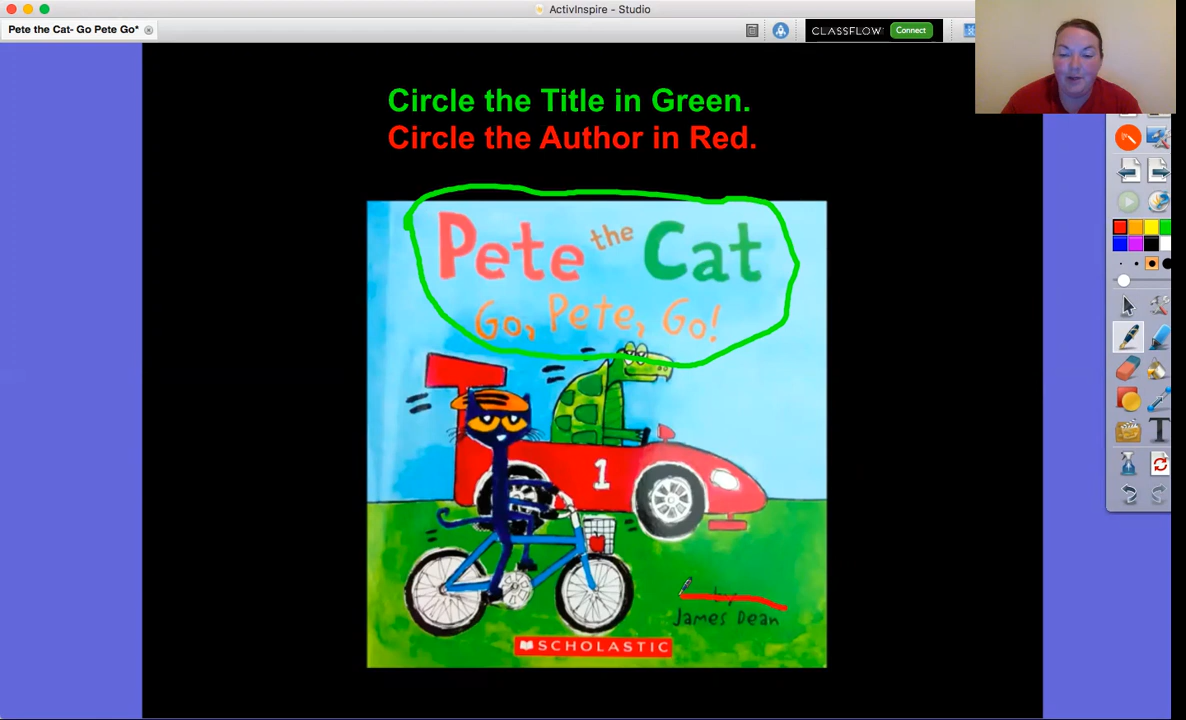 ActivInspire - Studio
Pete the Cat- Go Pete Go*
CLASSFLOW Connect
Circle the Title in Green.
Circle the Author in Red.
Pete the Cat
Go, Pete, Go!
1
by
James Dean
SCHOLASTIC
T